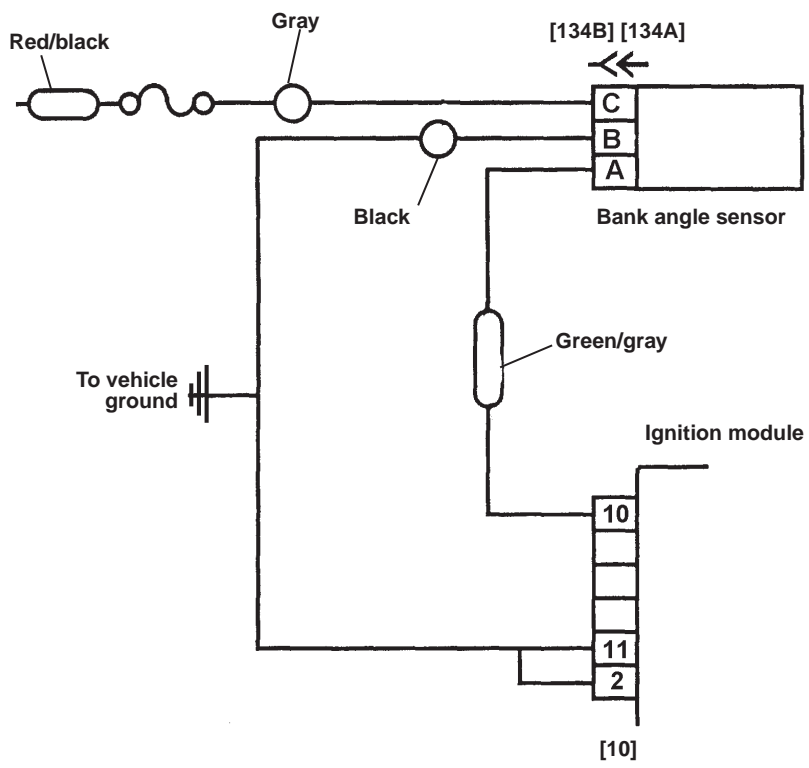 Gray
[134B] [134A]
Red/black
C
B
A
Black
Bank angle sensor
Green/gray
To vehicle
ground
Ignition module
10
11
2
[10]